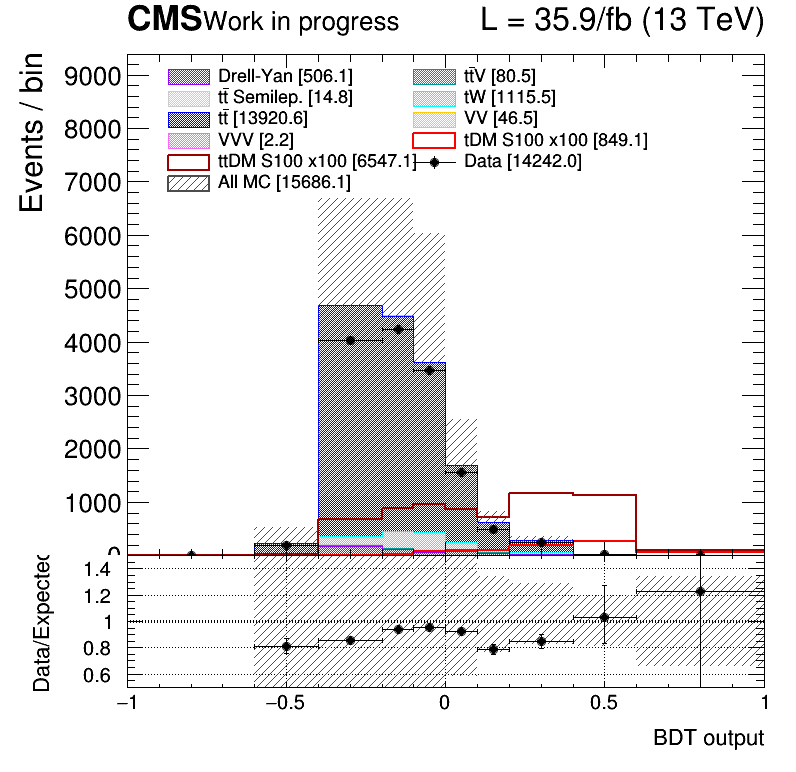 CMS Work in progress L = 35.9/fb (13 TeV)
Events / bin
9000
8000
7000
6000
5000
4000
3000
2000
1000
0
Drell-Yan [506.1]
tt̄V [80.5]
tt̄ Semilep. [14.8]
tW [1115.5]
tt̄ [13920.6]
VV [46.5]
VVV [2.2]
tDM S100 x100 [849.1]
ttDM S100 x100 [6547.1]
Data [14242.0]
All MC [15686.1]
Data/Expected
1.4
1.2
1
0.8
0.6
−1 −0.5 0 0.5 1
BDT output